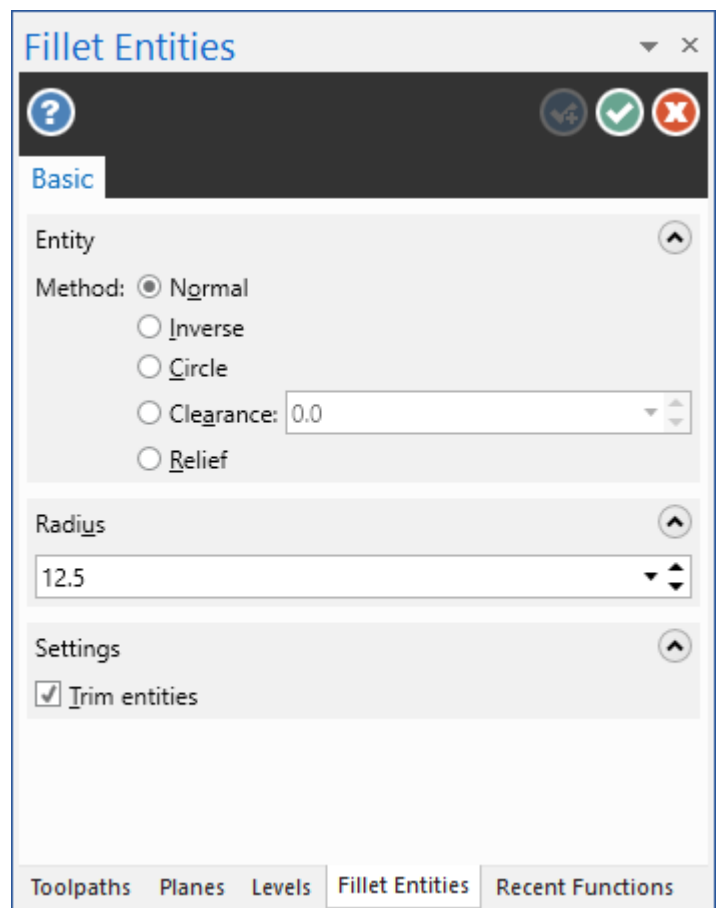 Fillet Entities
Basic
Entity
Method: Normal
Inverse
Circle
Clearance: 0.0
Relief
Radius
12.5
Settings
Trim entities
Toolpaths Planes Levels Fillet Entities Recent Functions